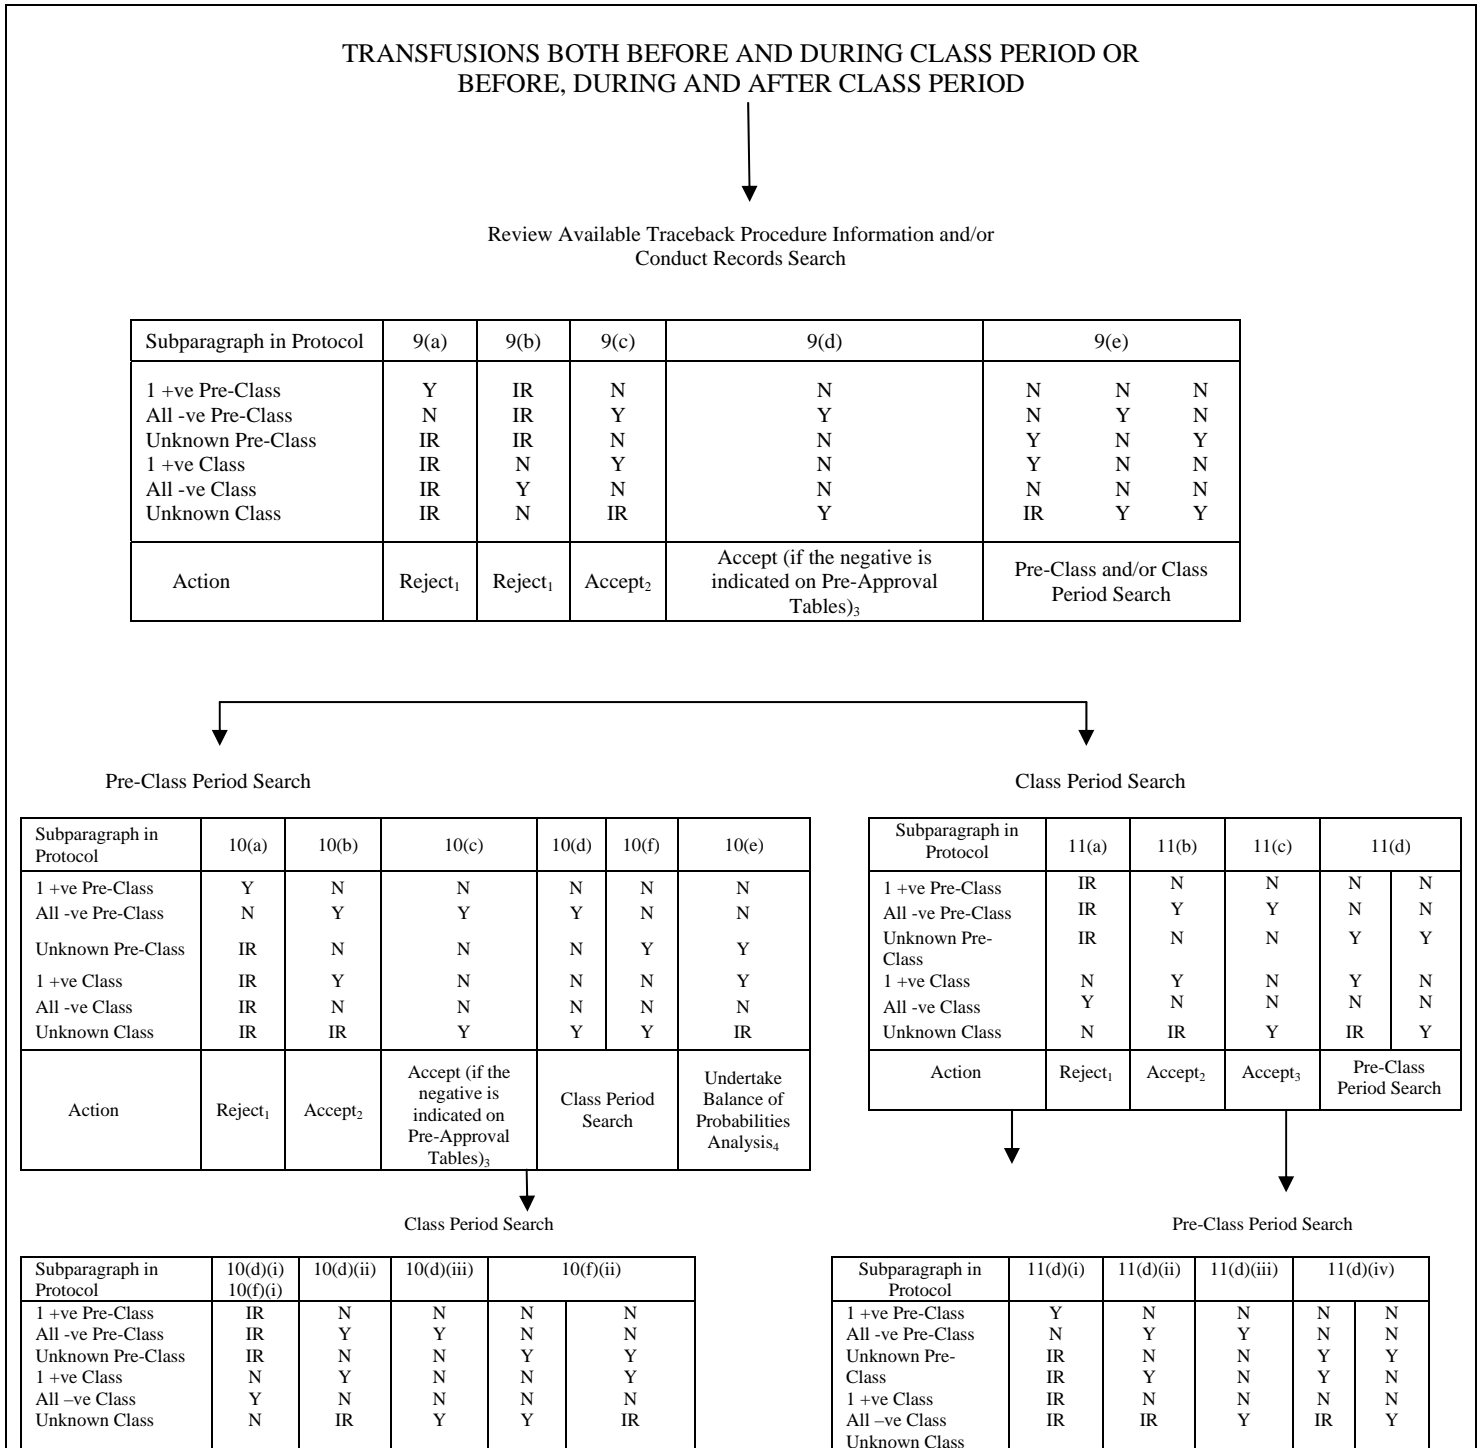 TRANSFUSIONS BOTH BEFORE AND DURING CLASS PERIOD OR
BEFORE, DURING AND AFTER CLASS PERIOD
Review Available Traceback Procedure Information and/or
Conduct Records Search
Subparagraph in Protocol 9(a) 9(b) 9(c) 9(d) 9(e)
1 +ve Pre-Class Y IR N N N N N
All -ve Pre-Class N IR Y Y N Y N
Unknown Pre-Class IR IR N N Y N Y
1 +ve Class IR N Y N Y N N
All -ve Class IR Y N N N N N
Unknown Class IR N IR Y IR Y Y
Action Reject1 Reject1 Accept2 Accept (if the negative is
indicated on Pre-Approval
Tables)3 Pre-Class and/or Class
Period Search
Pre-Class Period Search
Subparagraph in
Protocol 10(a) 10(b) 10(c) 10(d) 10(f) 10(e)
1 +ve Pre-Class Y N N N N N
All -ve Pre-Class N Y Y Y N N
Unknown Pre-Class IR N N N Y Y
1 +ve Class IR Y N N N Y
All -ve Class IR N N N N N
Unknown Class IR IR Y Y Y IR
Action Reject1 Accept2 Accept (if the
negative is
indicated on
Pre-Approval
Tables)3 Class Period
Search Undertake
Balance of
Probabilities
Analysis4
Class Period Search
Subparagraph in
Protocol 11(a) 11(b) 11(c) 11(d)
1 +ve Pre-Class IR N N N N
All -ve Pre-Class IR Y Y N N
Unknown Pre-
Class IR N N Y Y
1 +ve Class N Y N Y N
All -ve Class Y N N N N
Unknown Class N IR Y IR Y
Action Reject1 Accept2 Accept3 Pre-Class
Period Search
Class Period Search
Subparagraph in
Protocol 10(d)(i)
10(f)(i) 10(d)(ii) 10(d)(iii) 10(f)(ii)
1 +ve Pre-Class IR N N N N
All -ve Pre-Class IR Y Y N N
Unknown Pre-Class IR N N Y Y
1 +ve Class N Y N N Y
All –ve Class Y N N N N
Unknown Class N IR Y Y IR
Pre-Class Period Search
Subparagraph in
Protocol 11(d)(i) 11(d)(ii) 11(d)(iii) 11(d)(iv)
1 +ve Pre-Class Y N N N N
All -ve Pre-Class N Y Y N N
Unknown Pre- IR N N Y Y
Class IR Y N Y N
1 +ve Class IR N N N N
All –ve Class IR IR Y IR Y
Unknown Class